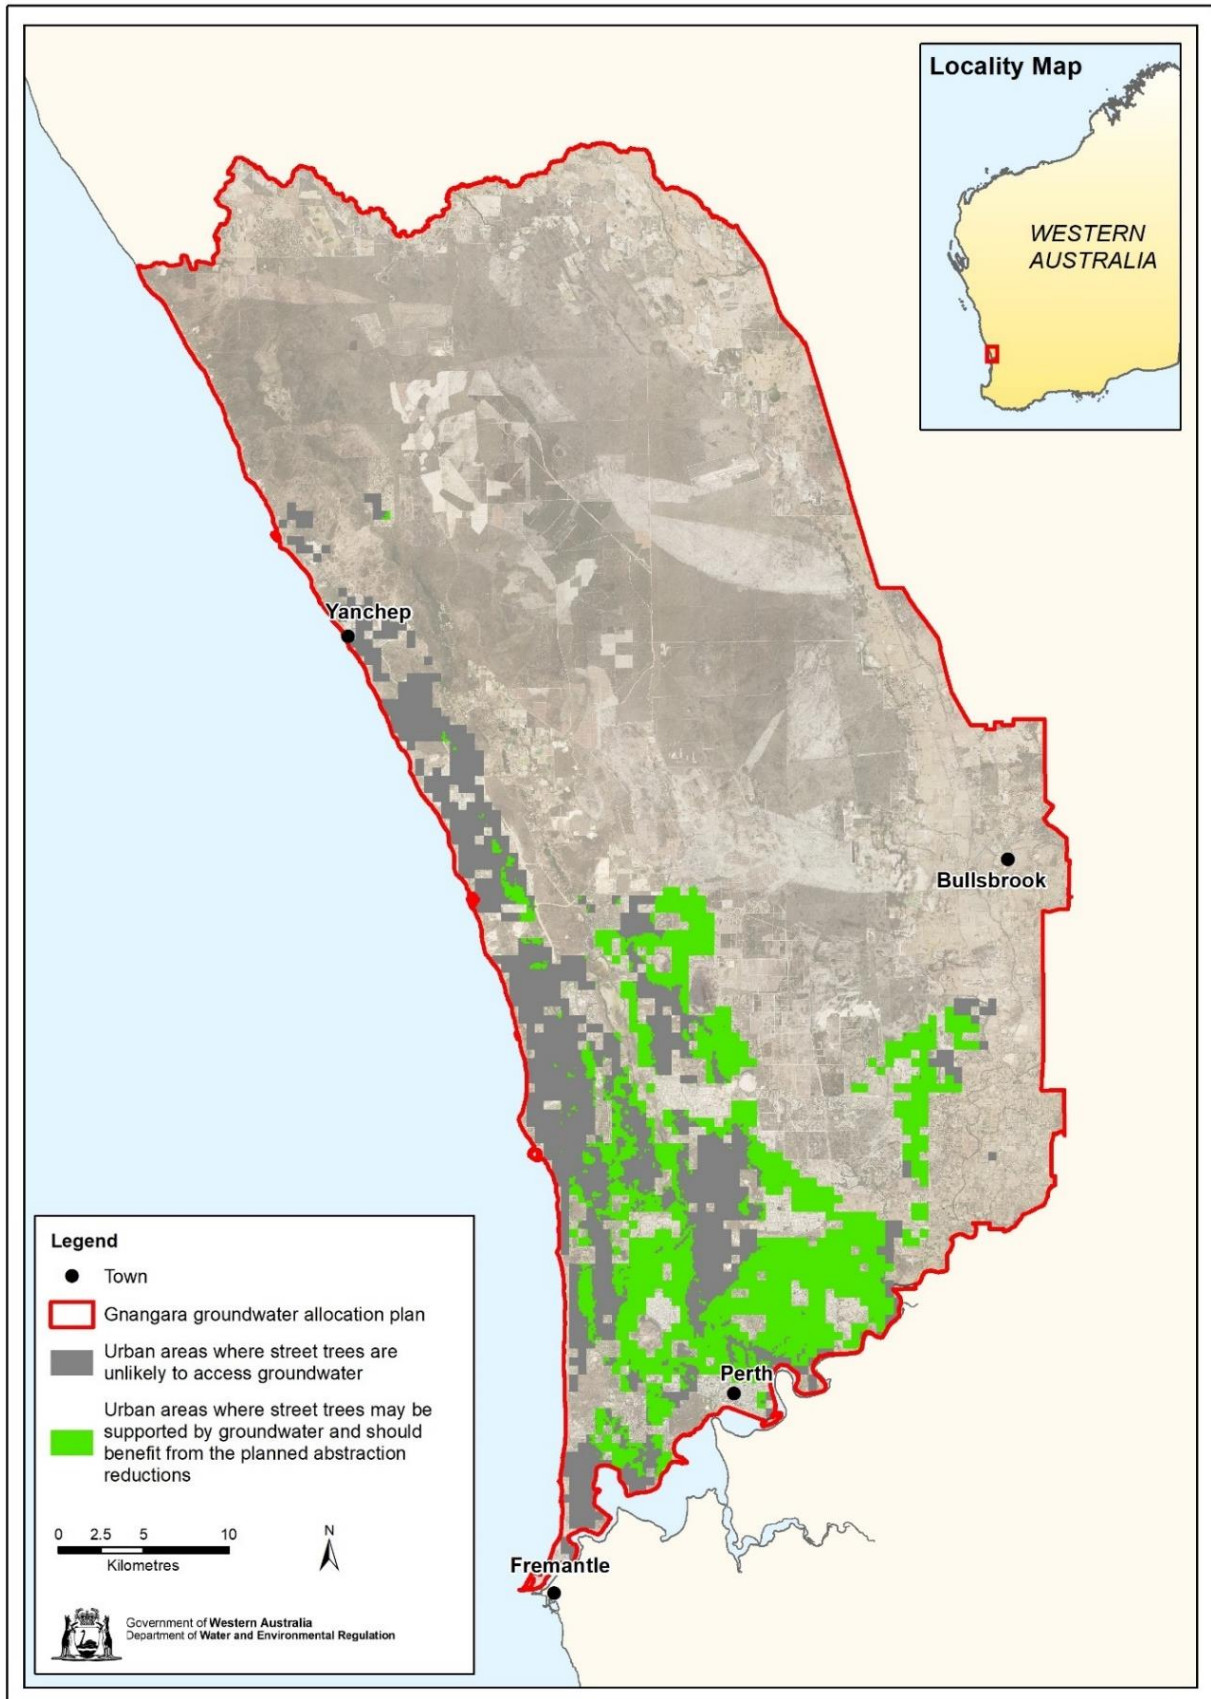 Locality Map
WESTERN
AUSTRALIA
Yanchep
Bullsbrook
Perth
Fremantle
Legend
Town
Gnangara groundwater allocation plan
Urban areas where street trees are
unlikely to access groundwater
Urban areas where street trees may be
supported by groundwater and should
benefit from the planned abstraction
reductions
0 2.5 5 10
Kilometres
N
Government of Western Australia
Department of Water and Environmental Regulation